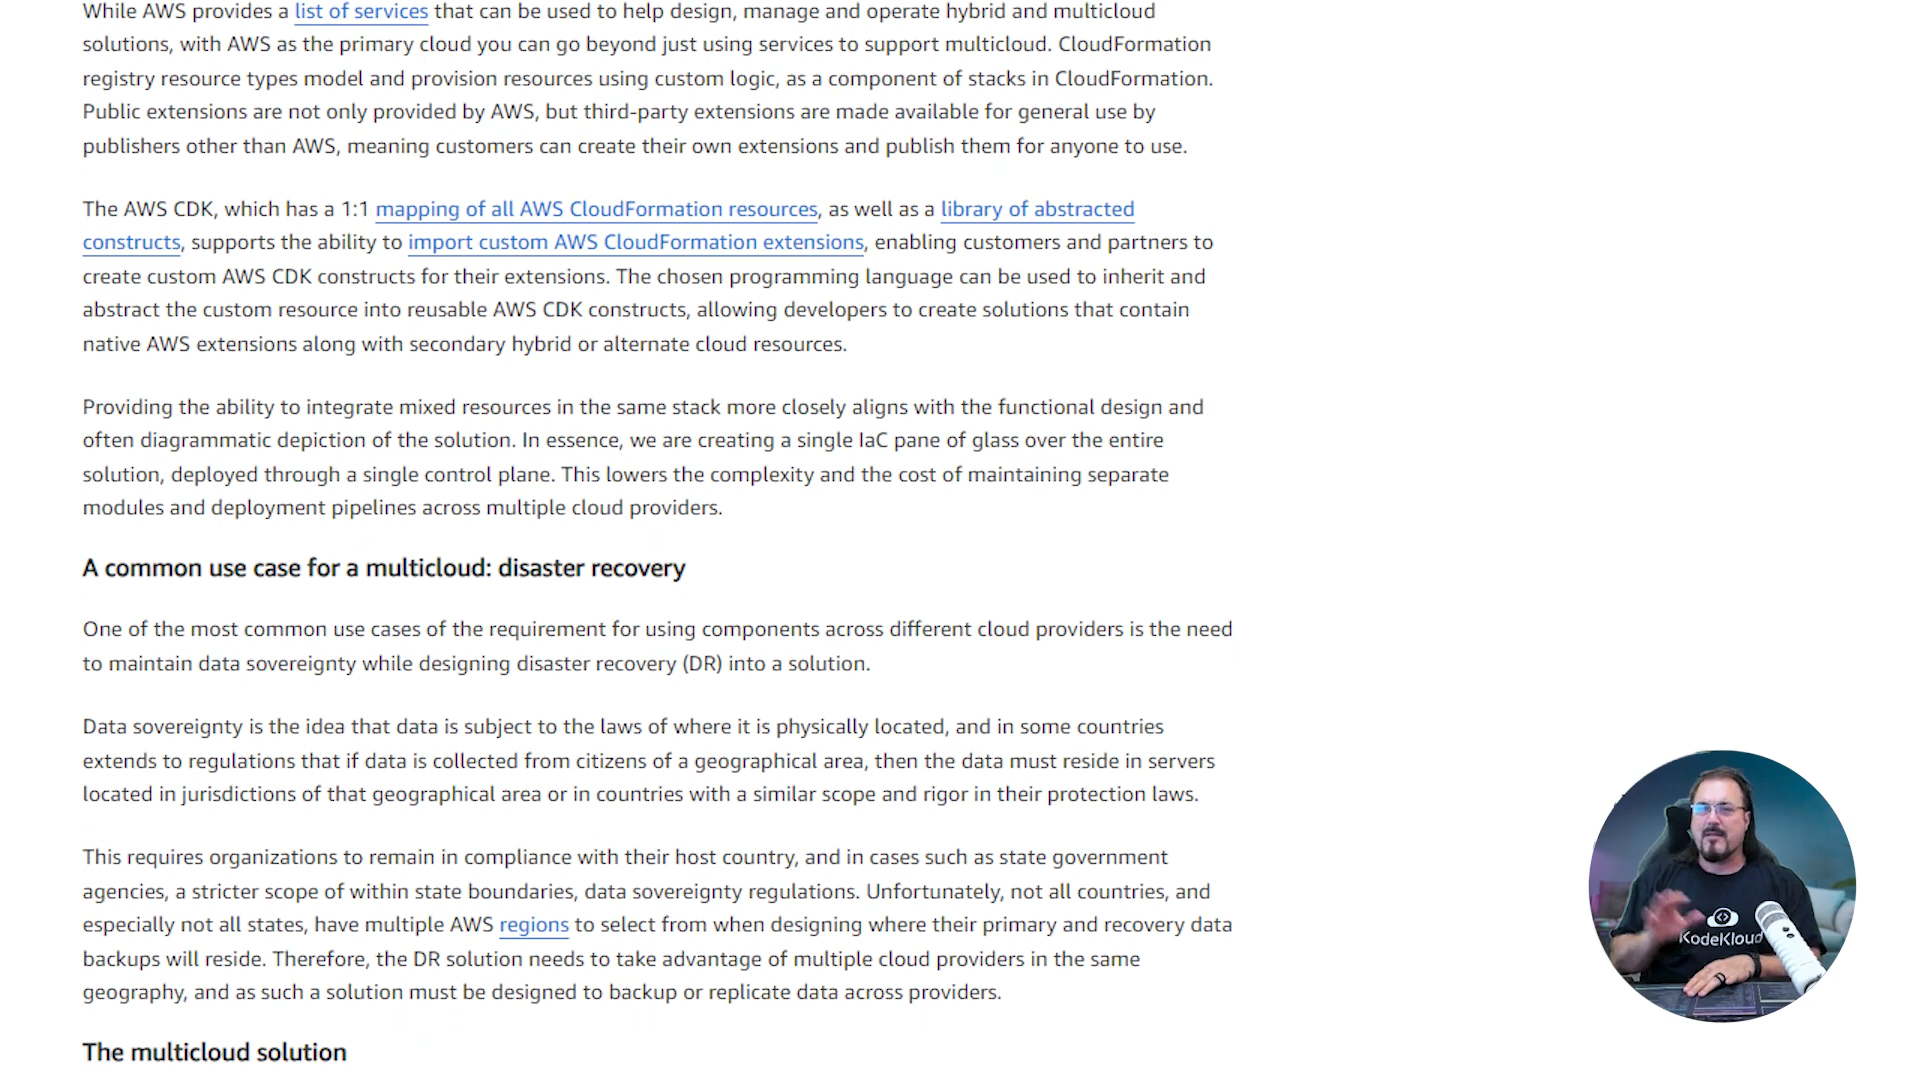 While AWS provides a list of services that can be used to help design, manage and operate hybrid and multicloud
solutions, with AWS as the primary cloud you can go beyond just using services to support multicloud. CloudFormation
registry resource types model and provision resources using custom logic, as a component of stacks in CloudFormation.
Public extensions are not only provided by AWS, but third-party extensions are made available for general use by
publishers other than AWS, meaning customers can create their own extensions and publish them for anyone to use.
The AWS CDK, which has a 1:1 mapping of all AWS CloudFormation resources, as well as a library of abstracted
constructs, supports the ability to import custom AWS CloudFormation extensions, enabling customers and partners to
create custom AWS CDK constructs for their extensions. The chosen programming language can be used to inherit and
abstract the custom resource into reusable AWS CDK constructs, allowing developers to create solutions that contain
native AWS extensions along with secondary hybrid or alternate cloud resources.
Providing the ability to integrate mixed resources in the same stack more closely aligns with the functional design and
often diagrammatic depiction of the solution. In essence, we are creating a single IaC pane of glass over the entire
solution, deployed through a single control plane. This lowers the complexity and the cost of maintaining separate
modules and deployment pipelines across multiple cloud providers.
A common use case for a multicloud: disaster recovery
One of the most common use cases of the requirement for using components across different cloud providers is the need
to maintain data sovereignty while designing disaster recovery (DR) into a solution.
Data sovereignty is the idea that data is subject to the laws of where it is physically located, and in some countries
extends to regulations that if data is collected from citizens of a geographical area, then the data must reside in servers
located in jurisdictions of that geographical area or in countries with a similar scope and rigor in their protection laws.
This requires organizations to remain in compliance with their host country, and in cases such as state government
agencies, a stricter scope of within state boundaries, data sovereignty regulations. Unfortunately, not all countries, and
especially not all states, have multiple AWS regions to select from when designing where their primary and recovery data
backups will reside. Therefore, the DR solution needs to take advantage of multiple cloud providers in the same
geography, and as such a solution must be designed to backup or replicate data across providers.
The multicloud solution
KodeKloud